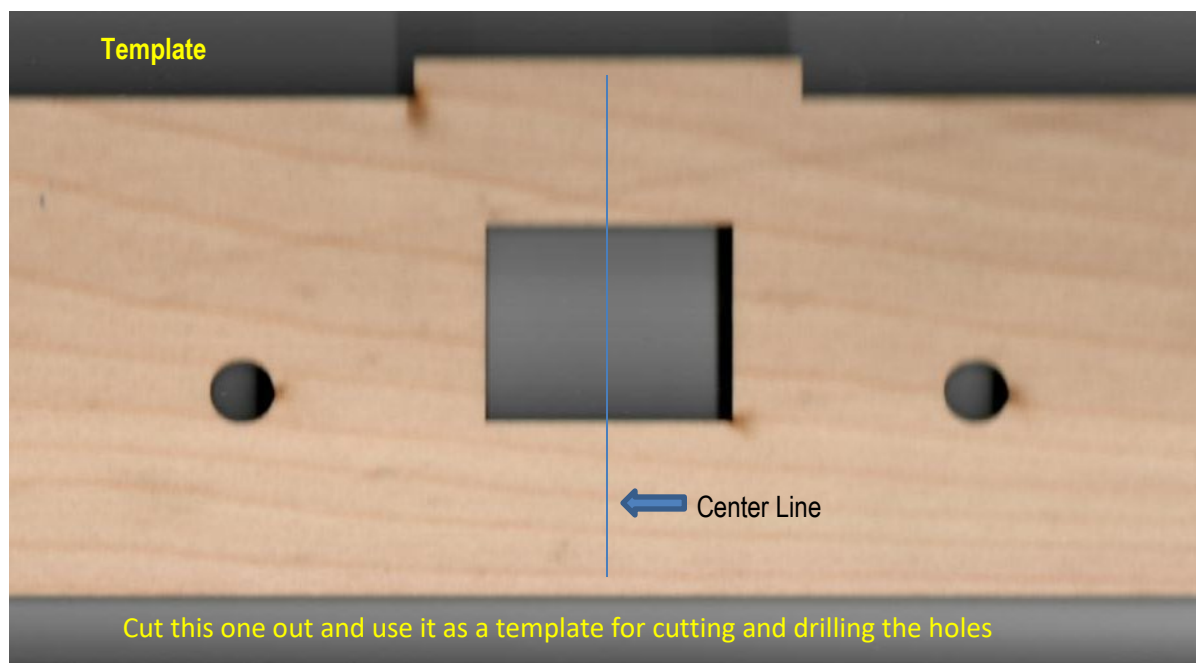 Template
Center Line
Cut this one out and use it as a template for cutting and drilling the holes